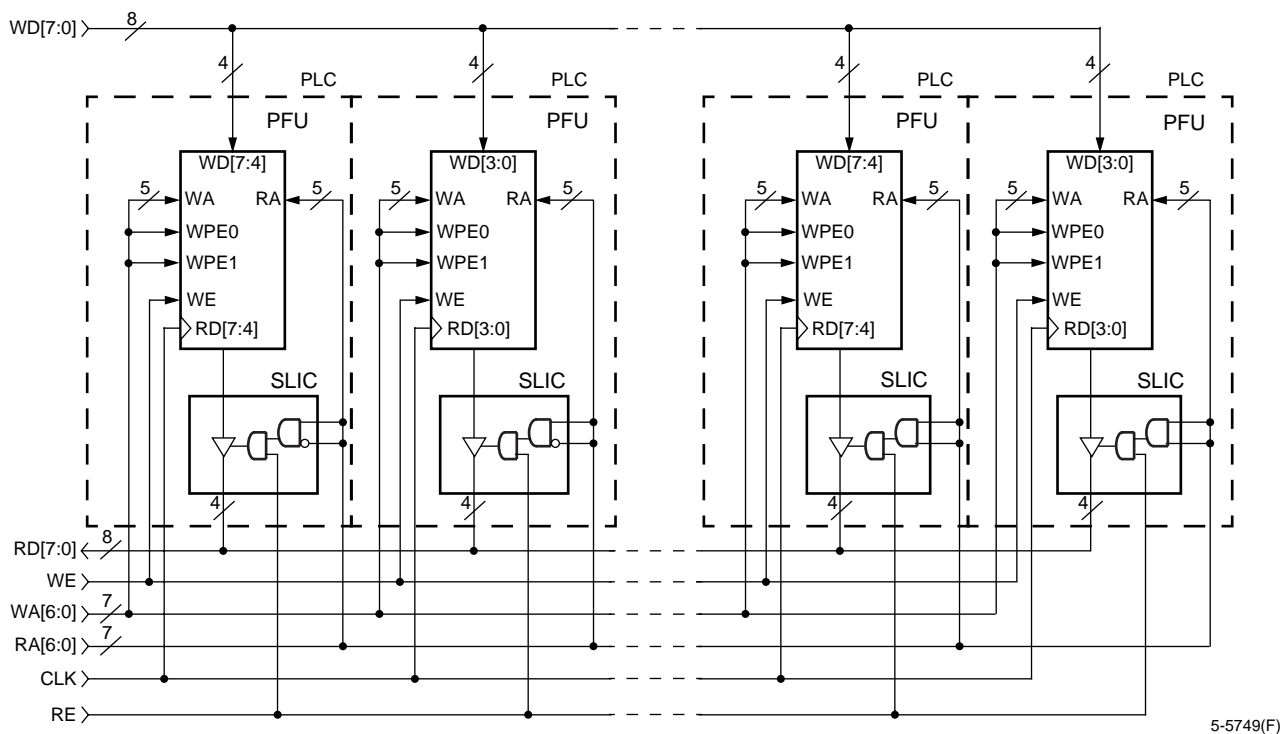 WD[7:0] 8
4 4 4 4
PLC PLC PLC PLC
PFU PFU PFU PFU
WD[7:4] WD[3:0] WD[7:4] WD[3:0]
5 WA RA 5 5 WA RA 5 5 WA RA 5 5 WA RA 5
WPE0 WPE0 WPE0 WPE0
WPE1 WPE1 WPE1 WPE1
WE WE WE WE
RD[7:4] RD[3:0] RD[7:4] RD[3:0]
SLIC SLIC SLIC SLIC
4 4 4 4
RD[7:0] 8
WE
WA[6:0] 7
RA[6:0] 7
CLK
RE
5-5749(F)